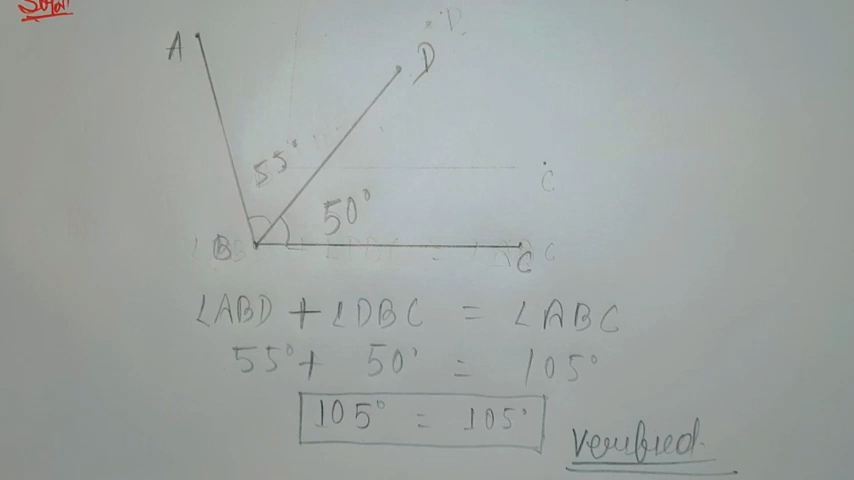 A
D
55°
50°
B
C
C
∠ABD + ∠DBC = ∠ABC
55° + 50° = 105°
105° = 105°
Verified